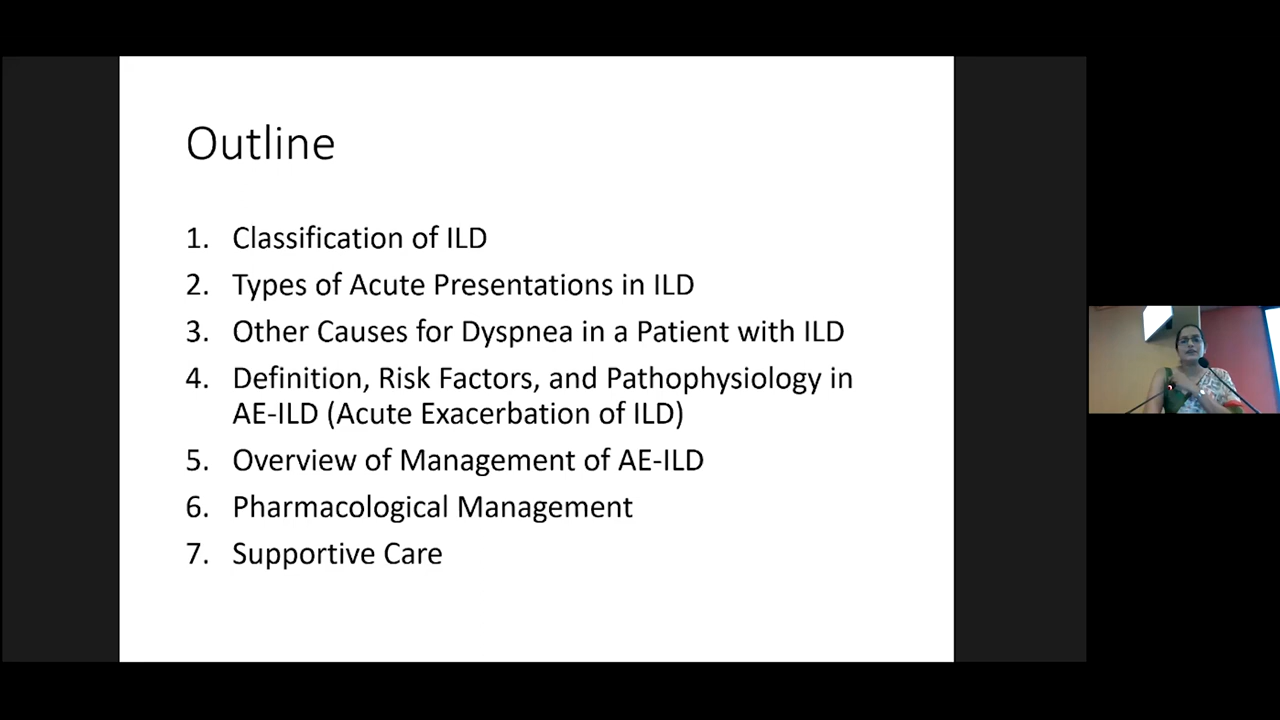 Outline
1. Classification of ILD
2. Types of Acute Presentations in ILD
3. Other Causes for Dyspnea in a Patient with ILD
4. Definition, Risk Factors, and Pathophysiology in
AE-ILD (Acute Exacerbation of ILD)
5. Overview of Management of AE-ILD
6. Pharmacological Management
7. Supportive Care